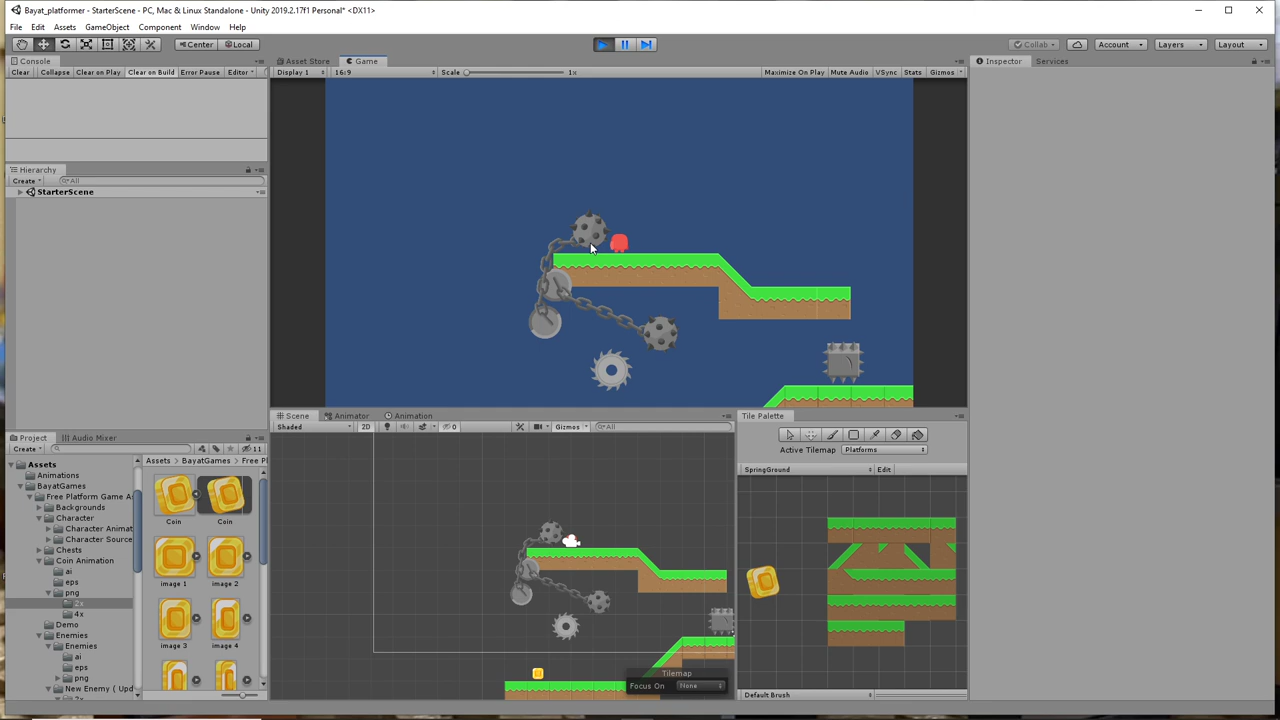 Bayat_platformer - StarterScene - PC, Mac & Linux Standalone - Unity 2019.2.17f1 Personal* <DX11>
File Edit Assets GameObject Component Window Help
Center Local Collab Account Layers Layout
Console
Clear Collapse Clear on Play Clear on Build Error Pause Editor
Asset Store Game
Display 1 16:9 Scale 1x Maximize On Play Mute Audio VSync Stats Gizmos
Inspector Services
Hierarchy
Create All
StarterScene
Scene Animator Animation
Shaded 2D 0 Gizmos All
Tile Palette
Active Tilemap Platforms
SpringGround Edit
Default Brush
Tilemap
Focus On None
Project Audio Mixer
Create 11
Assets
Animations
BayatGames
Free Platform Game A
Backgrounds
Character
Character Animat
Character Source
Chests
Coin Animation
ai
eps
png
2x
4x
Demo
Enemies
Enemies
ai
eps
png
New Enemy ( Upd
Assets BayatGames Free Pl
Coin Coin
image 1 image 2
image 3 image 4